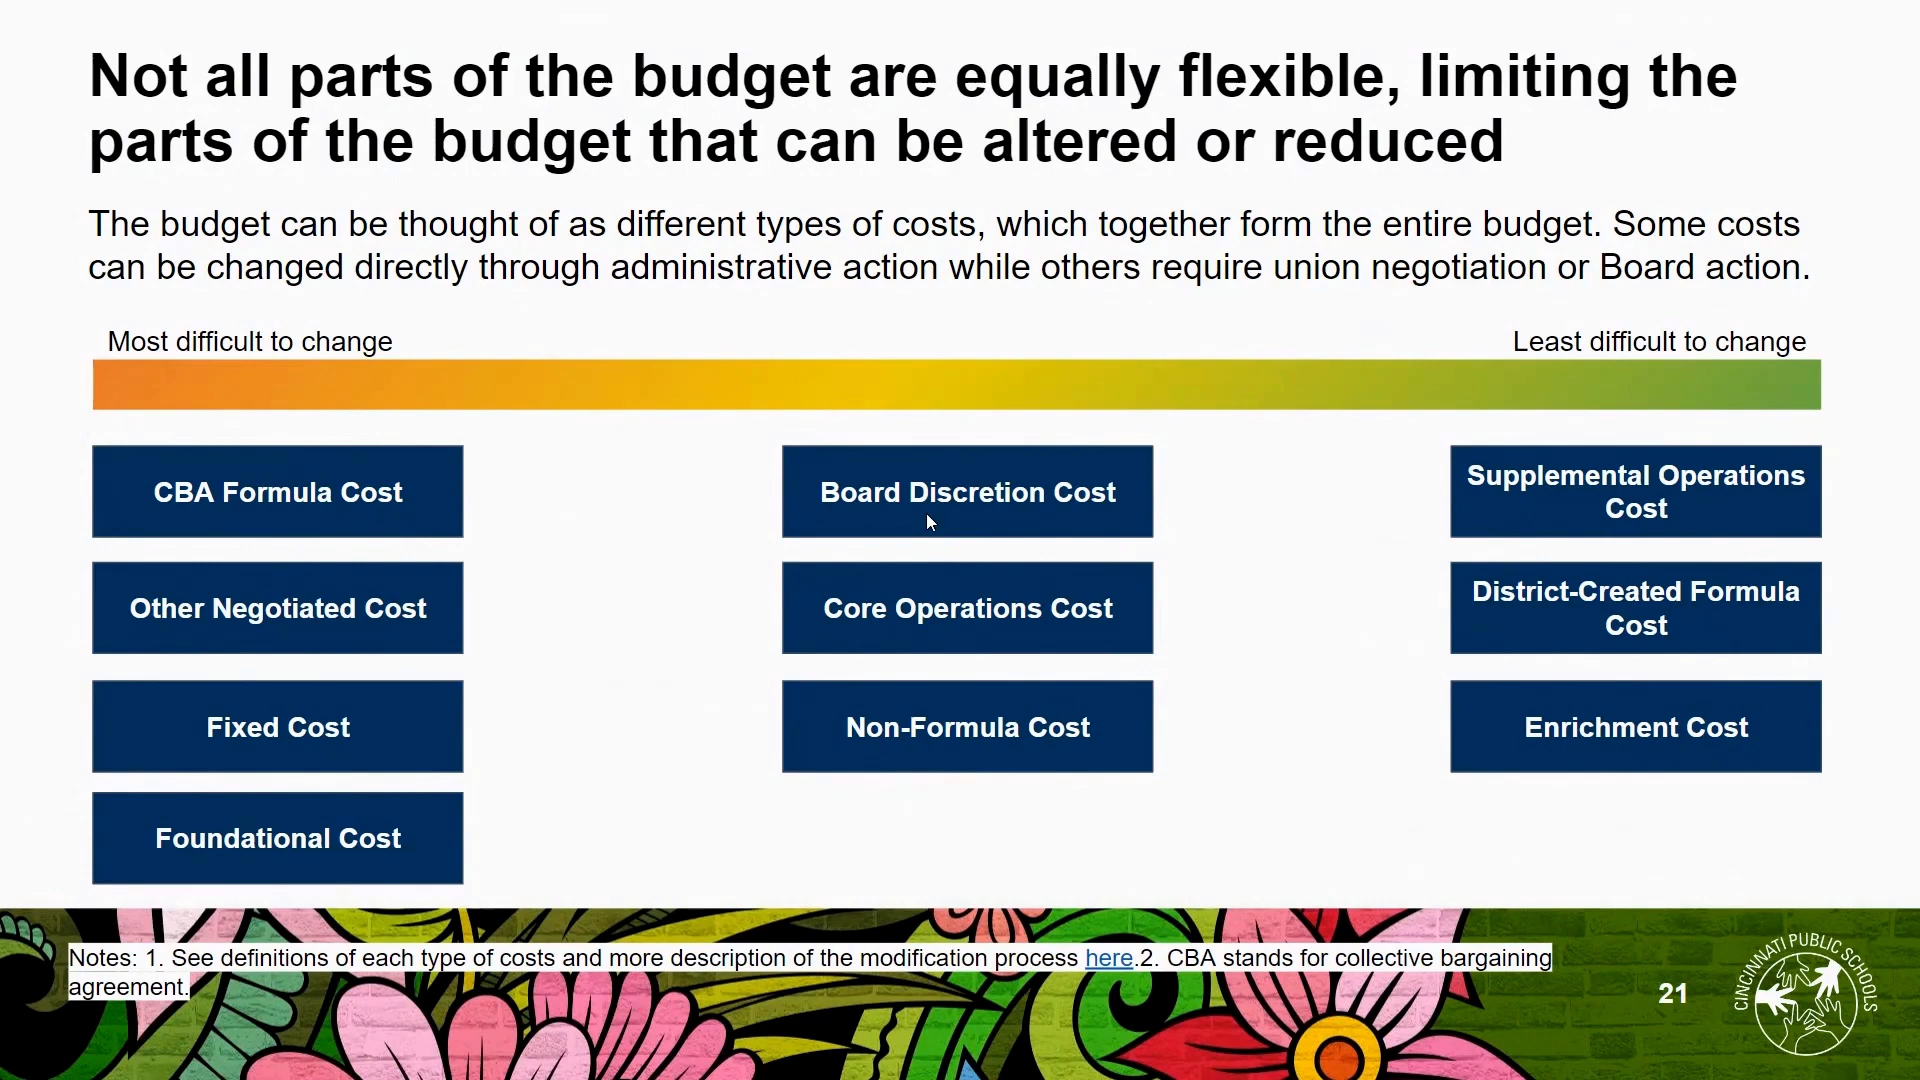 Not all parts of the budget are equally flexible, limiting the
parts of the budget that can be altered or reduced
The budget can be thought of as different types of costs, which together form the entire budget. Some costs
can be changed directly through administrative action while others require union negotiation or Board action.
Most difficult to change
Least difficult to change
CBA Formula Cost
Board Discretion Cost
Supplemental Operations
Cost
Other Negotiated Cost
Core Operations Cost
District-Created Formula
Cost
Fixed Cost
Non-Formula Cost
Enrichment Cost
Foundational Cost
Notes: 1. See definitions of each type of costs and more description of the modification process here.2. CBA stands for collective bargaining
agreement.
21
CINCINNATI PUBLIC SCHOOLS